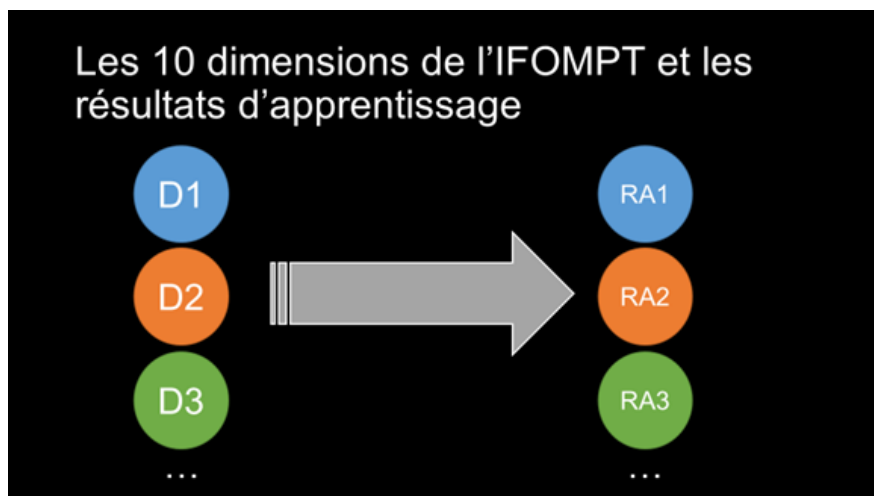 Les 10 dimensions de l’IFOMPT et les
résultats d’apprentissage
D1
RA1
D2
RA2
D3
RA3
...
...